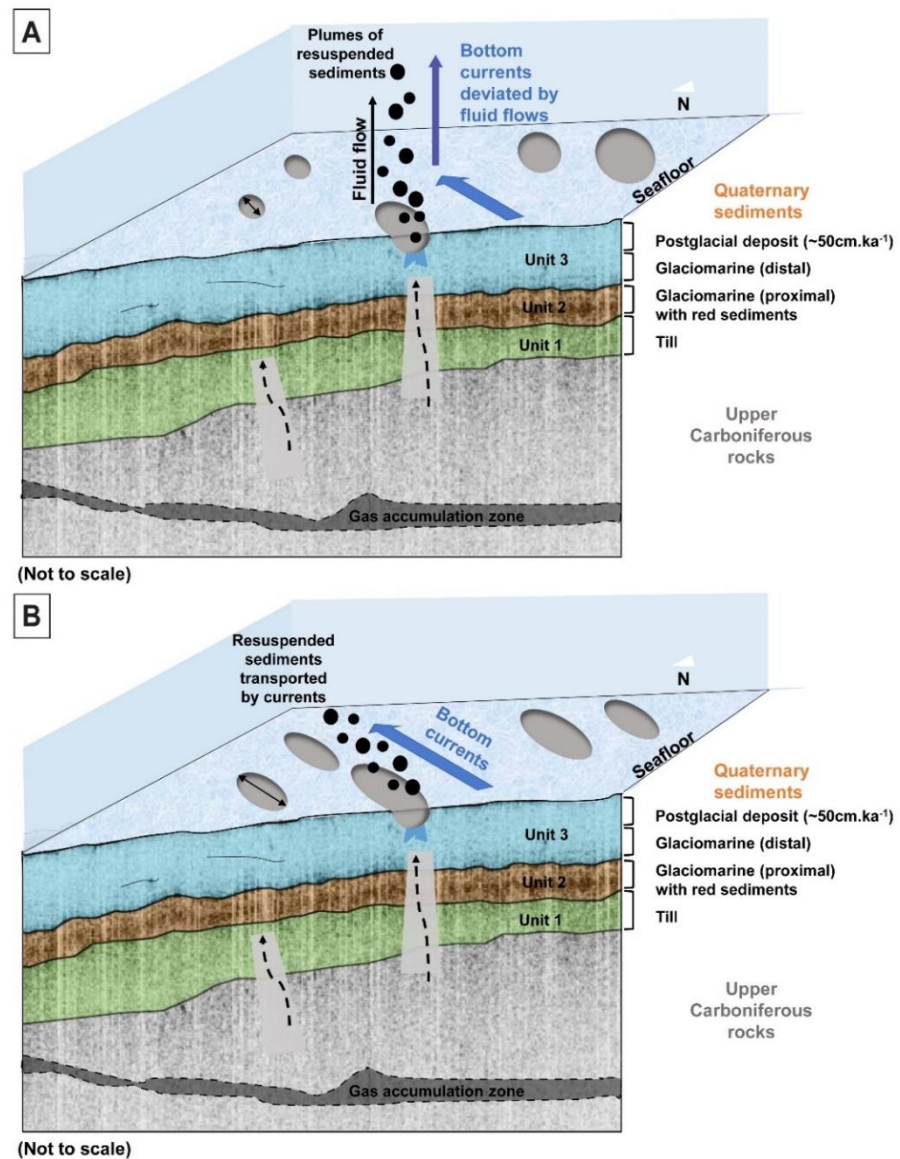 A
Plumes of
resuspended
sediments
Bottom
currents
deviated by
fluid flows
N
Fluid flow
Seafloor
Quaternary
sediments
Postglacial deposit (~50cm.ka⁻¹)
Unit 3
Glaciomarine (distal)
Glaciomarine (proximal)
with red sediments
Unit 2
Unit 1
Till
Upper
Carboniferous
rocks
Gas accumulation zone
(Not to scale)
B
Resuspended
sediments
transported
by currents
N
Bottom
currents
Seafloor
Quaternary
sediments
Postglacial deposit (~50cm.ka⁻¹)
Unit 3
Glaciomarine (distal)
Glaciomarine (proximal)
with red sediments
Unit 2
Unit 1
Till
Upper
Carboniferous
rocks
Gas accumulation zone
(Not to scale)